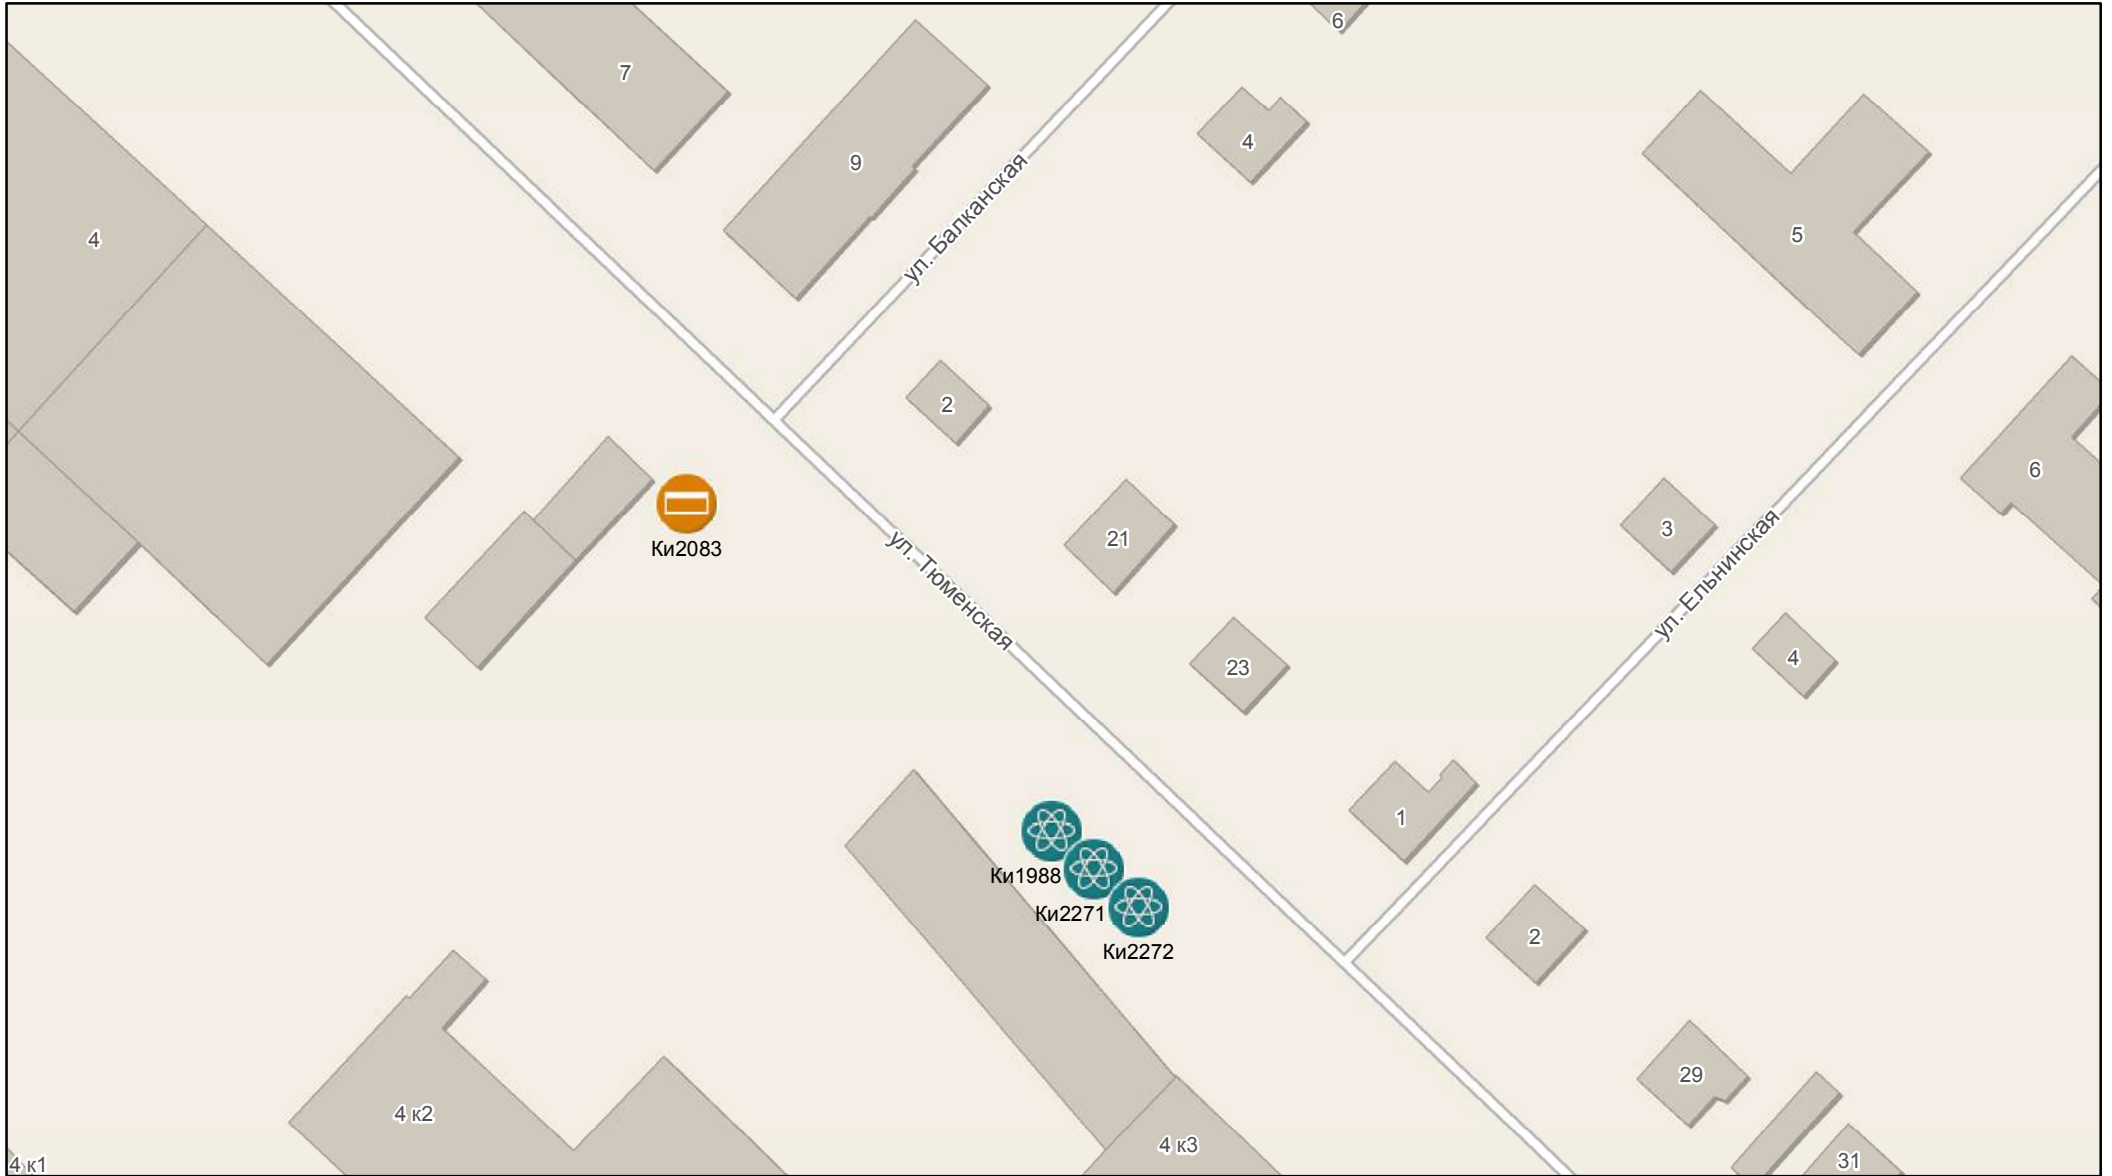 6
7
4
9
ул. Балканская
5
4
2
6
21
3
Ки2083
ул. Тюменская
ул. Ельнинская
23
4
1
Ки1988
Ки2271
2
Ки2272
29
4 к2
4 к3
31
4 к1